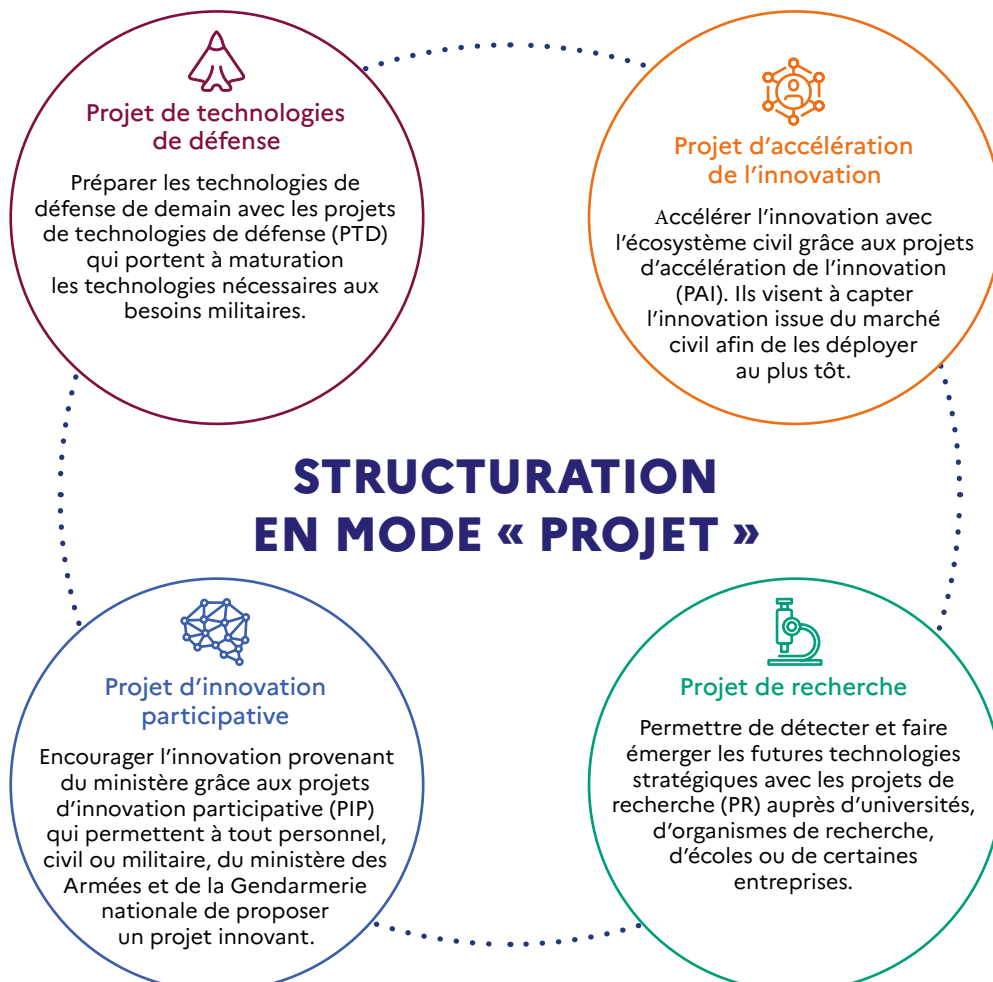 Projet de technologies
de défense
Préparer les technologies de
défense de demain avec les projets
de technologies de défense (PTD)
qui portent à maturation
les technologies nécessaires aux
besoins militaires.
Projet d’accélération
de l’innovation
Accélérer l’innovation avec
l’écosystème civil grâce aux projets
d’accélération de l’innovation
(PAI). Ils visent à capter
l’innovation issue du marché
civil afin de les déployer
au plus tôt.
STRUCTURATION
EN MODE « PROJET »
Projet d’innovation
participative
Encourager l’innovation provenant
du ministère grâce aux projets
d’innovation participative (PIP)
qui permettent à tout personnel,
civil ou militaire, du ministère des
Armées et de la Gendarmerie
nationale de proposer
un projet innovant.
Projet de recherche
Permettre de détecter et faire
émerger les futures technologies
stratégiques avec les projets de
recherche (PR) auprès d’universités,
d’organismes de recherche,
d’écoles ou de certaines
entreprises.